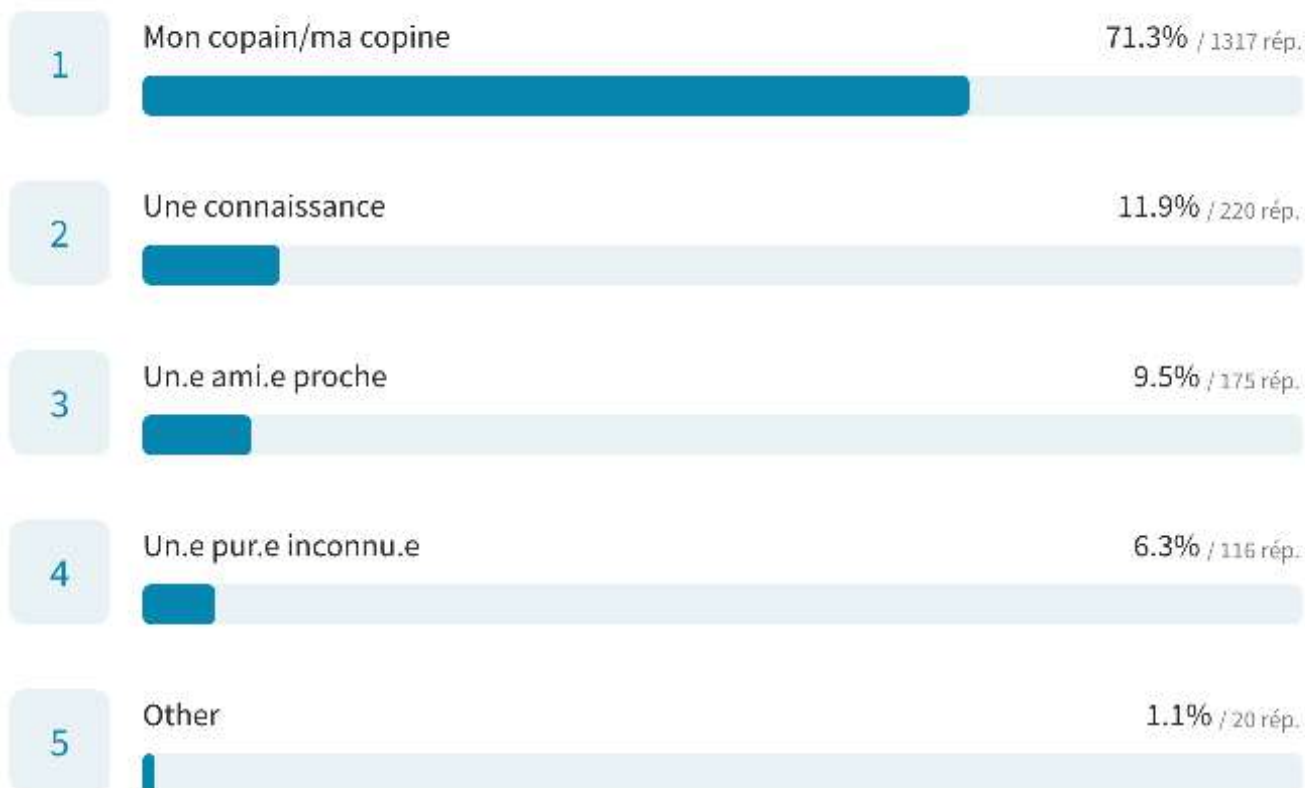 1
Mon copain/ma copine
71.3% / 1317 rép.
2
Une connaissance
11.9% / 220 rép.
3
Un.e ami.e proche
9.5% / 175 rép.
4
Un.e pur.e inconnu.e
6.3% / 116 rép.
5
Other
1.1% / 20 rép.